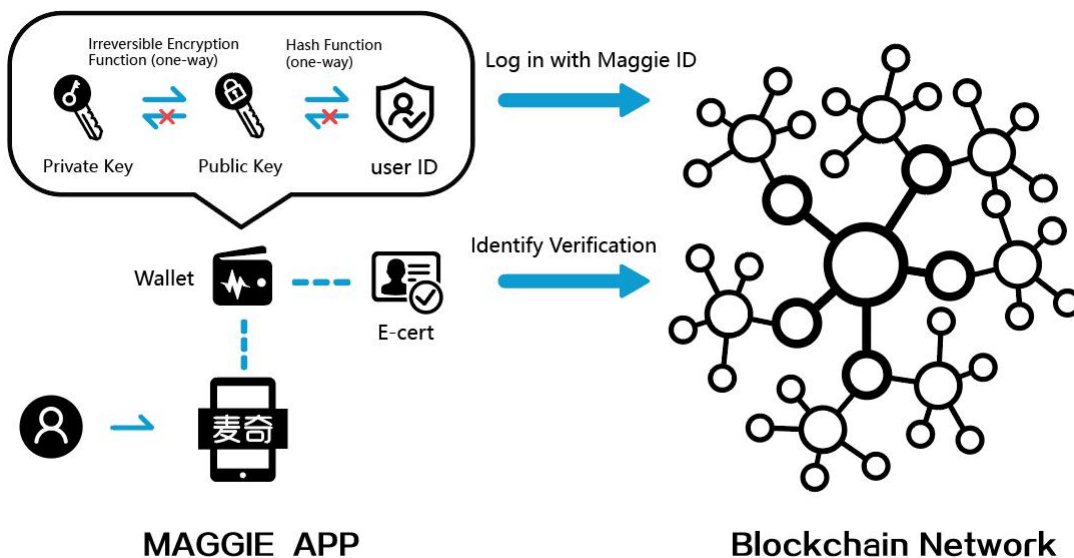 Irreversible Encryption
Function (one-way)
Hash Function
(one-way)
Private Key
Public Key
user ID
Log in with Maggie ID
Wallet
E-cert
Identify Verification
麦奇
MAGGIE APP
Blockchain Network